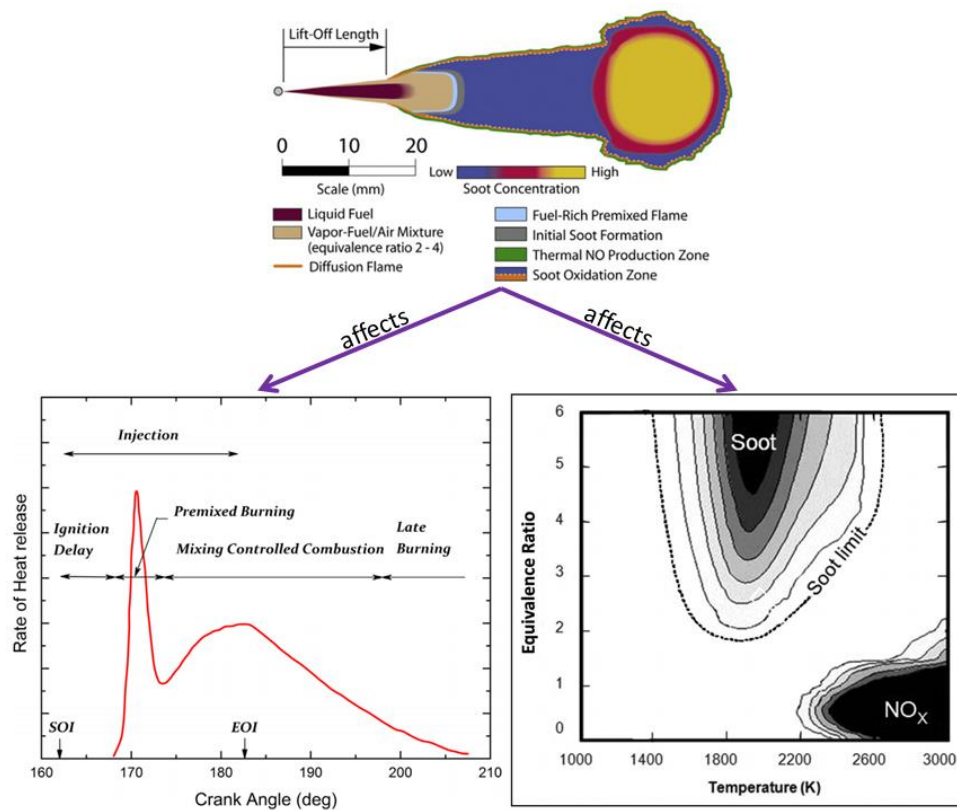 Lift-Off Length
0 10 20
Scale (mm)
Low High
Soot Concentration
Liquid Fuel
Vapor-Fuel/Air Mixture
(equivalence ratio 2 - 4)
Diffusion Flame
Fuel-Rich Premixed Flame
Initial Soot Formation
Thermal NO Production Zone
Soot Oxidation Zone
affects
affects
Rate of Heat release
Injection
Premixed Burning
Ignition
Delay
Mixing Controlled Combustion
Late
Burning
SOI
EOI
160 170 180 190 200 210
Crank Angle (deg)
Equivalence Ratio
6
5
4
3
2
1
0
Soot
Soot limit
NOX
1000 1400 1800 2200 2600 3000
Temperature (K)